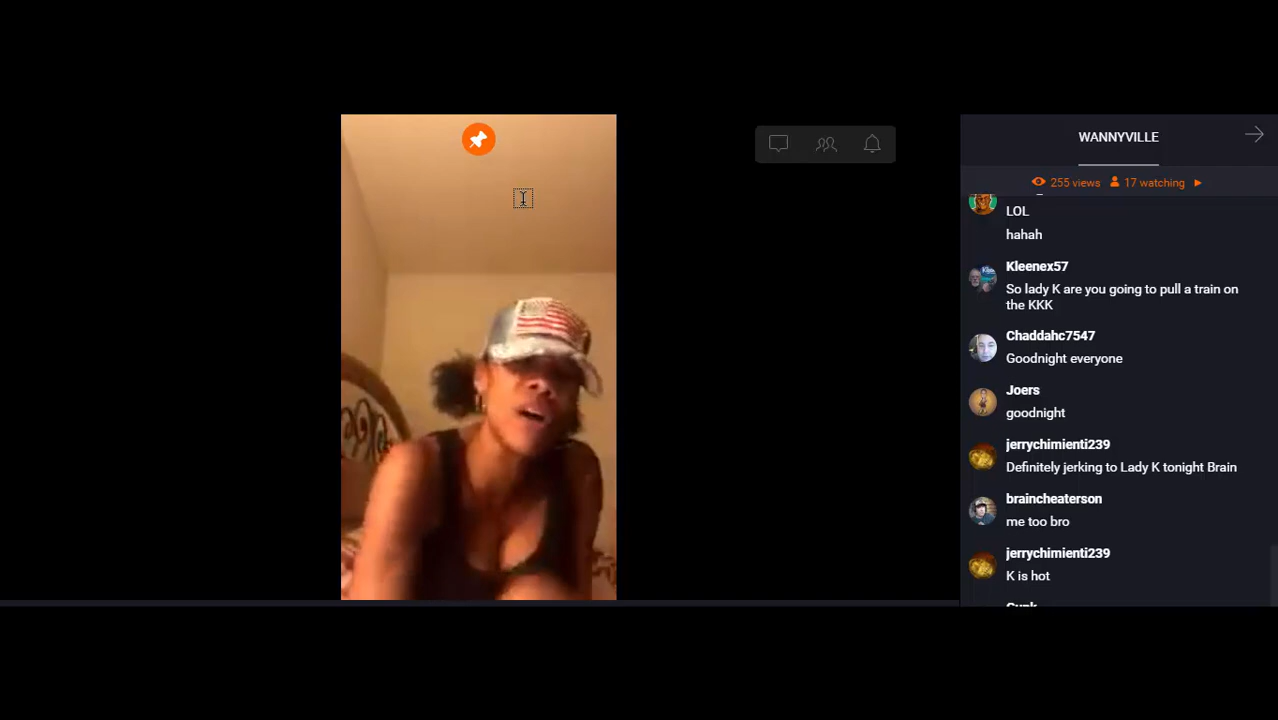 WANNYVILLE
255 views 17 watching
LOL
hahah
Kleenex57
So lady K are you going to pull a train on
the KKK
Chaddahc7547
Goodnight everyone
Joers
goodnight
jerrychimienti239
Definitely jerking to Lady K tonight Brain
braincheaterson
me too bro
jerrychimienti239
K is hot